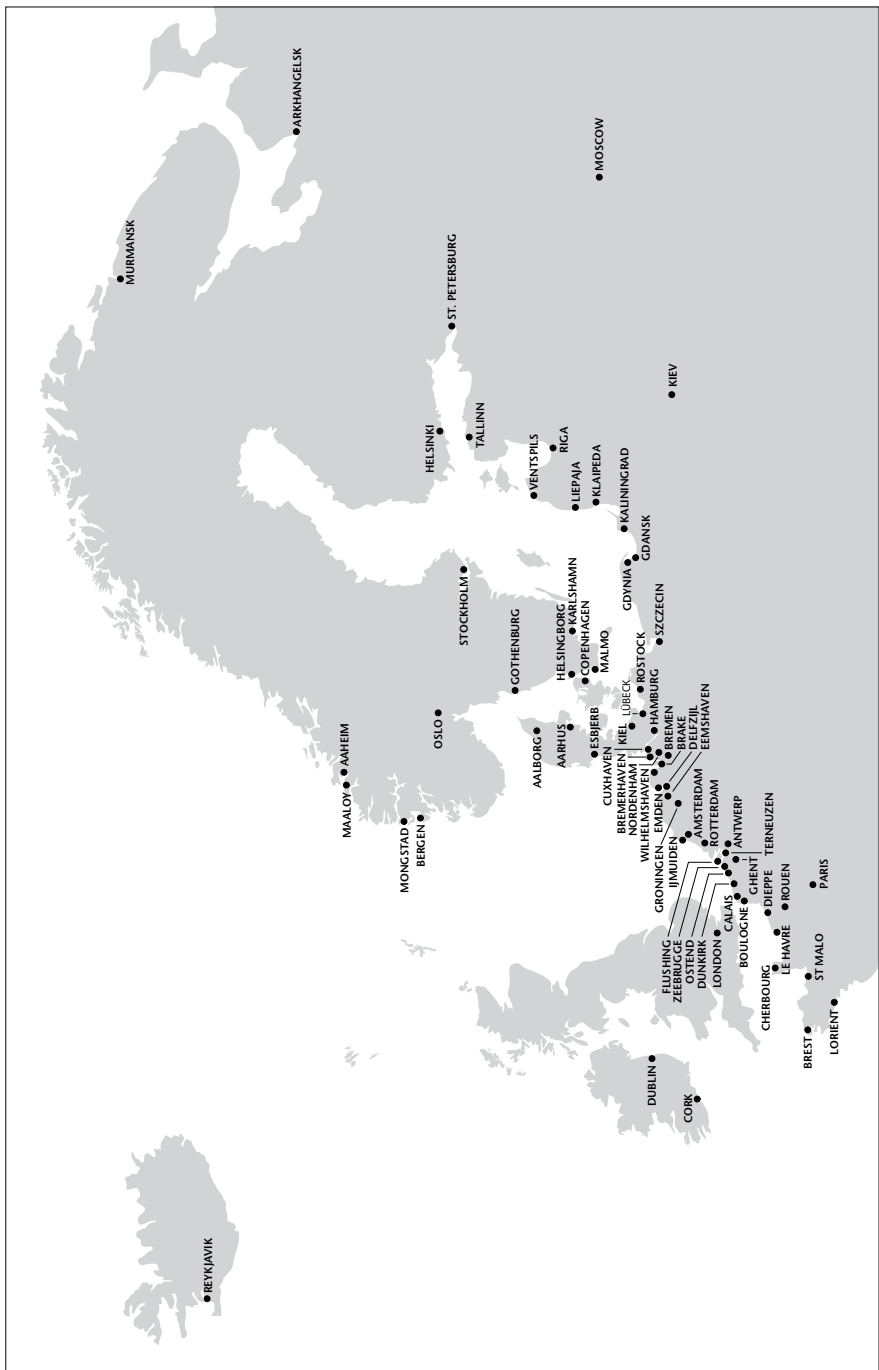 ARKHANGELSK
MURMANSK
MOSCOW
ST. PETERSBURG
KIEV
HELSINKI
TALLINN
RIGA
VENTSPILS
LIEPAJA
KLAIPEDA
KALININGRAD
GDANSK
GDYNIA
STOCKHOLM
KARLSHAMN
HELSINGBORG
COPENHAGEN
MALMO
SZCZECIN
GOTHENBURG
ROSTOCK
LÜBECK
OSLO
HAMBURG
KIEL
AALBORG
AARHUS
ESBJERB
CUXHAVEN
BREMERHAVEN
NORDENHAM
WILHELMSHAVEN
BREMEN
BRAKE
DELFZIJL
EEMSHAVEN
EMDEN
GRONINGEN
AAHEIM
MAALOY
MONGSTAD
BERGEN
IJMUIDEN
AMSTERDAM
ROTTERDAM
ANTWERP
TERNEUZEN
GHENT
FLUSHING
ZEEBRUGGE
OSTEND
DUNKIRK
LONDON
CALAIS
BOULOGNE
DIEPPE
ROUEN
PARIS
LE HAVRE
CHERBOURG
ST MALO
BREST
LORIENT
DUBLIN
CORK
REYKJAVIK